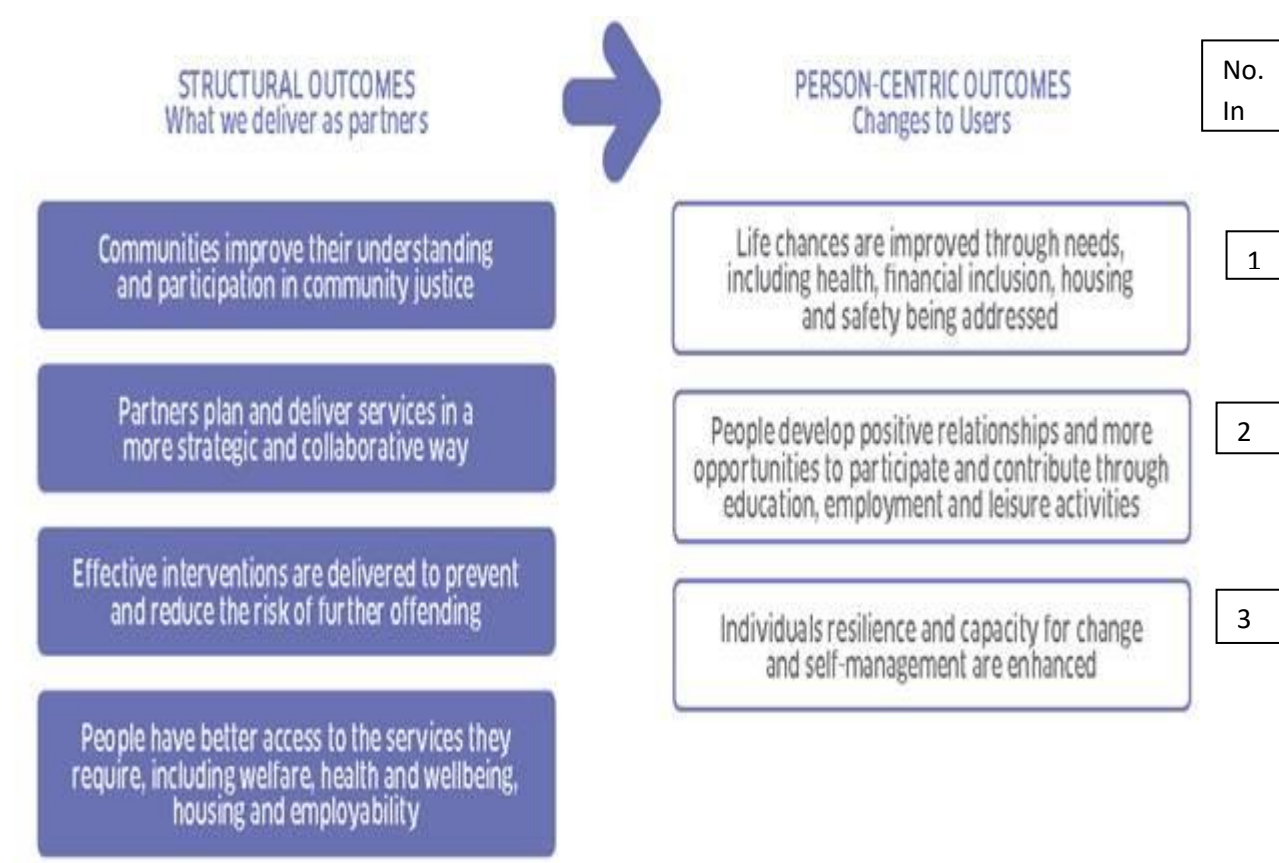 STRUCTURAL OUTCOMES
What we deliver as partners
Communities improve their understanding
and participation in community justice
Partners plan and deliver services in a
more strategic and collaborative way
Effective interventions are delivered to prevent
and reduce the risk of further offending
People have better access to the services they
require, including welfare, health and wellbeing,
housing and employability
PERSON-CENTRIC OUTCOMES
Changes to Users
Life chances are improved through needs,
including health, financial inclusion, housing
and safety being addressed
People develop positive relationships and more
opportunities to participate and contribute through
education, employment and leisure activities
Individuals resilience and capacity for change
and self-management are enhanced
No.
In
1
2
3